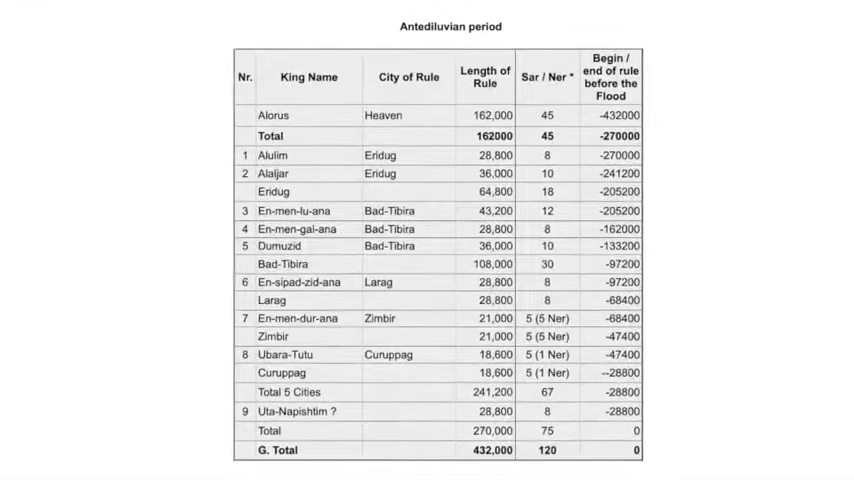 Antediluvian period
Nr. King Name City of Rule Length of Rule Sar / Ner * Begin / end of rule before the Flood
Alorus Heaven 162,000 45 -432000
Total 162000 45 -270000
1 Alulim Eridug 28,800 8 -270000
2 Alaljar Eridug 36,000 10 -241200
Eridug 64,800 18 -205200
3 En-men-lu-ana Bad-Tibira 43,200 12 -205200
4 En-men-gal-ana Bad-Tibira 28,800 8 -162000
5 Dumuzid Bad-Tibira 36,000 10 -133200
Bad-Tibira 108,000 30 -97200
6 En-sipad-zid-ana Larag 28,800 8 -97200
Larag 28,800 8 -68400
7 En-men-dur-ana Zimbir 21,000 5 (5 Ner) -68400
Zimbir 21,000 5 (5 Ner) -47400
8 Ubara-Tutu Curuppag 18,600 5 (1 Ner) -47400
Curuppag 18,600 5 (1 Ner) --28800
Total 5 Cities 241,200 67 -28800
9 Uta-Napishtim ? 28,800 8 -28800
Total 270,000 75 0
G. Total 432,000 120 0